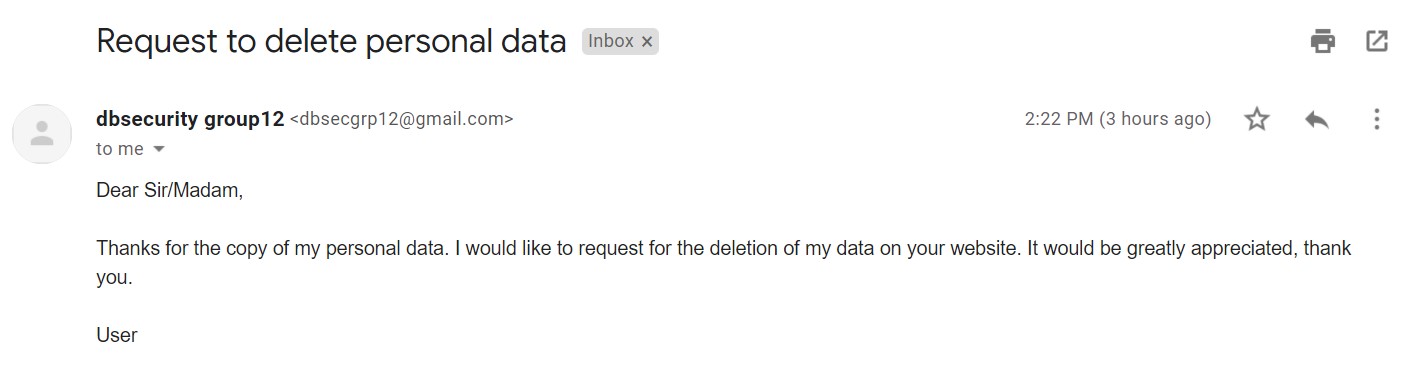 Request to delete personal data Inbox x
dbsecurity group12 <dbsecgrp12@gmail.com> 2:22 PM (3 hours ago)
to me
Dear Sir/Madam,
Thanks for the copy of my personal data. I would like to request for the deletion of my data on your website. It would be greatly appreciated, thank
you.
User